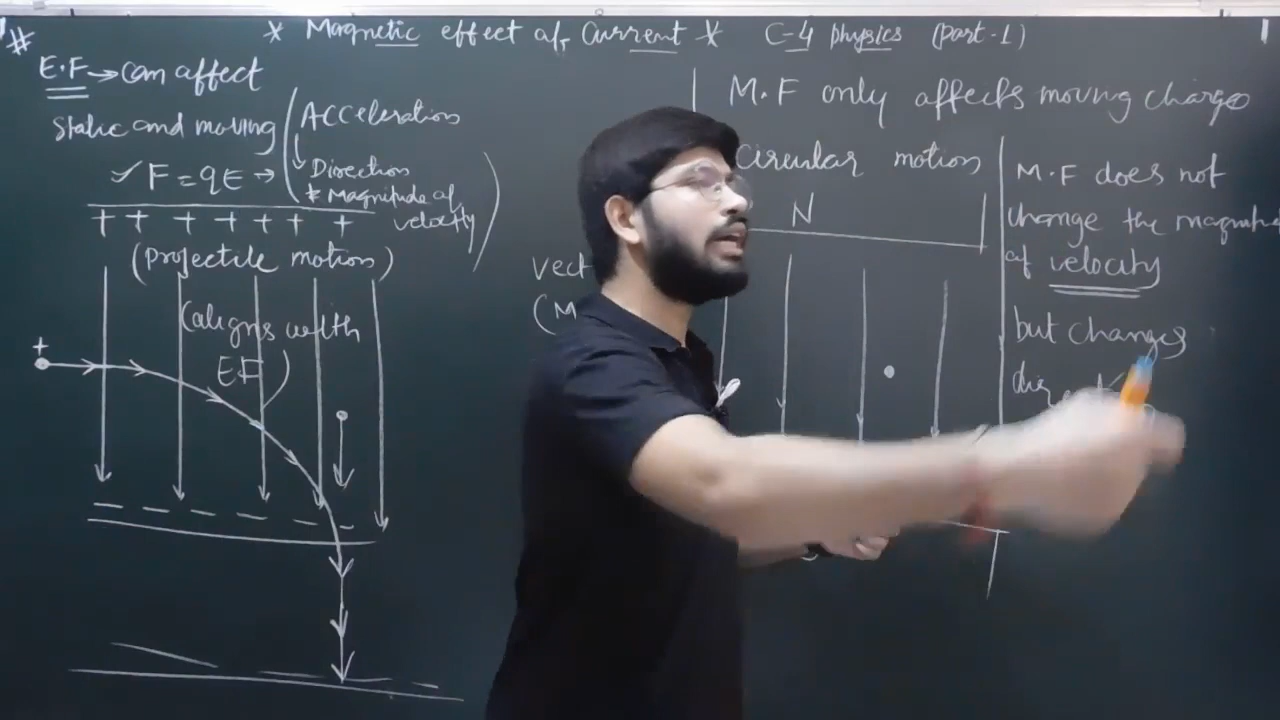 # * Magnetic effect of Current * C-4 physics (part-1)
E.F → can affect
static and moving
✓ F = qE →
Acceleration
↓ Direction
* Magnitude of
velocity
+ + + + + + +
(projectile motion)
(aligns with
EF)
+
M.F only affects moving charge
circular motion
N
M.F does not
change the
of velocity
but changes